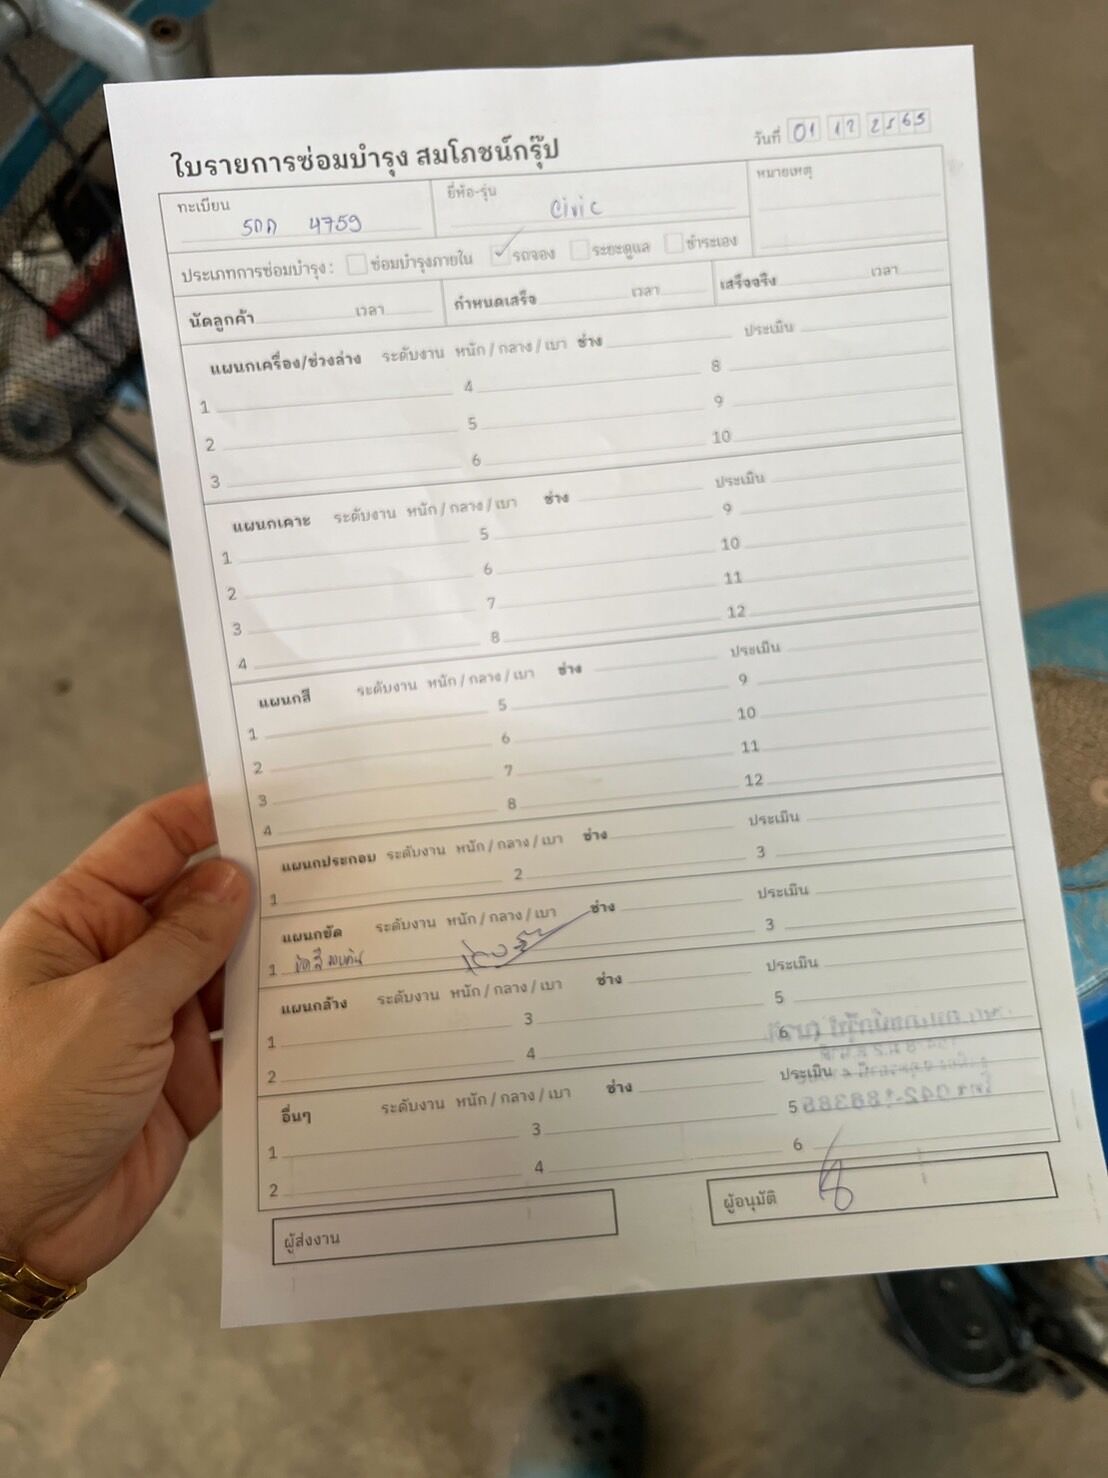 ใบรายการซ่อมบำรุง สมโภชน์กรุ๊ป
วันที่ 01 12 2565
ทะเบียน
4759
ยี่ห้อ-รุ่น
Civic
หมายเหตุ
ประเภทการซ่อมบำรุง : ซ่อมบำรุงภายใน รถจอง ระยะดูแล ชำระเอง
นัดลูกค้า เวลา กำหนดเสร็จ เวลา เสร็จจริง เวลา
แผนกเครื่อง/ช่วงล่าง ระดับงาน หนัก / กลาง / เบา ช่าง ประเมิน
1 4 8
2 5 9
3 6 10
แผนกเคาะ ระดับงาน หนัก / กลาง / เบา ช่าง ประเมิน
1 5 9
2 6 10
3 7 11
4 8 12
แผนกสี ระดับงาน หนัก / กลาง / เบา ช่าง ประเมิน
1 5 9
2 6 10
3 7 11
4 8 12
แผนกประกอบ ระดับงาน หนัก / กลาง / เบา ช่าง ประเมิน
1 2 3
แผนกขัด ระดับงาน หนัก / กลาง / เบา ช่าง ประเมิน
1 ขัดสี 3
แผนกล้าง ระดับงาน หนัก / กลาง / เบา ช่าง ประเมิน
1 3 5
2 4 6
อื่นๆ ระดับงาน หนัก / กลาง / เบา ช่าง ประเมิน
1 3 5
2 4 6
ผู้ส่งงาน
ผู้อนุมัติ